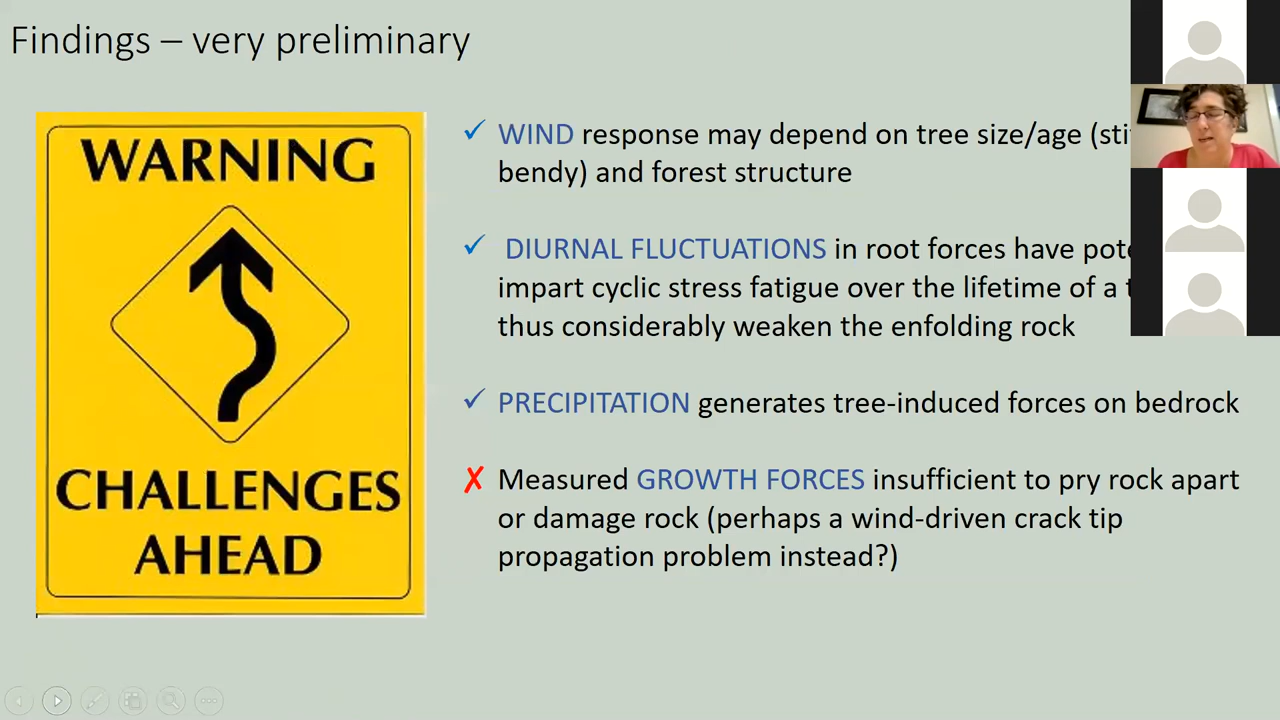 Findings – very preliminary
WARNING
CHALLENGES
AHEAD
✓ WIND response may depend on tree size/age
bendy) and forest structure
✓ DIURNAL FLUCTUATIONS in root forces have
impart cyclic stress fatigue over the lifetime of a
thus considerably weaken the enfolding rock
✓ PRECIPITATION generates tree-induced forces on bedrock
✗ Measured GROWTH FORCES insufficient to pry rock apart
or damage rock (perhaps a wind-driven crack tip
propagation problem instead?)